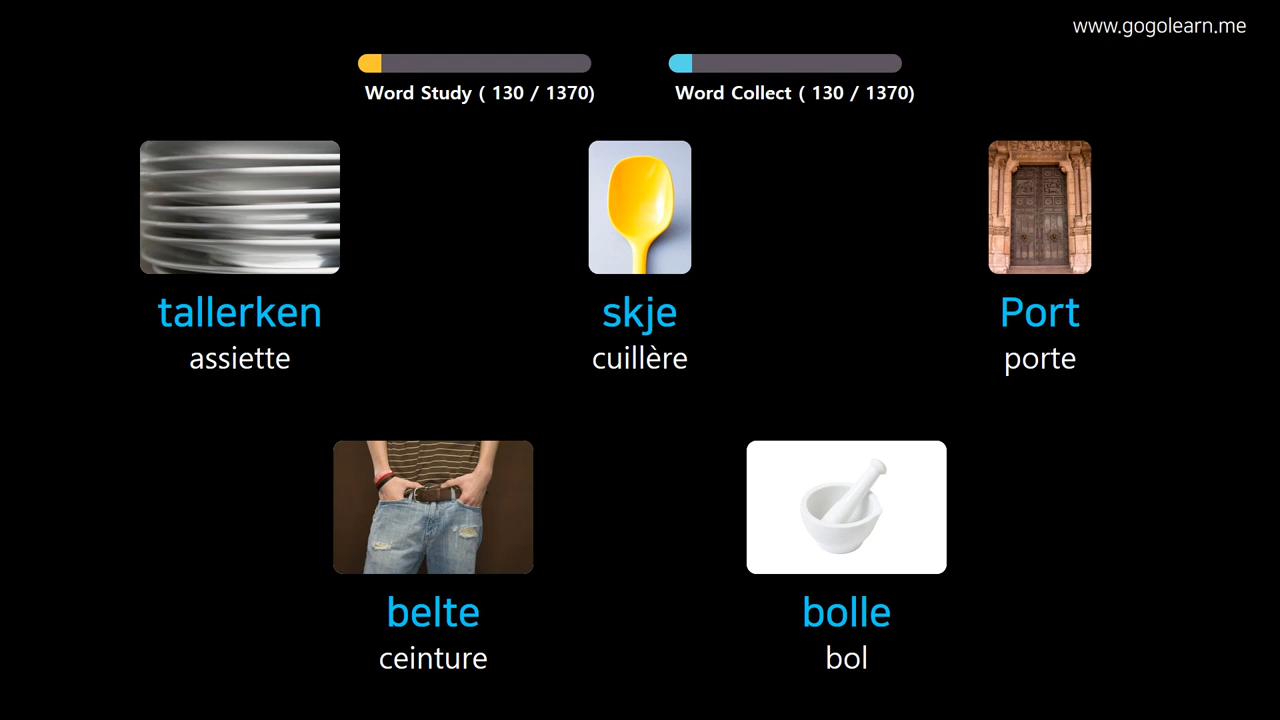 www.gogolearn.me
Word Study ( 130 / 1370)
Word Collect ( 130 / 1370)
tallerken
assiette
skje
cuillère
Port
porte
belte
ceinture
bolle
bol